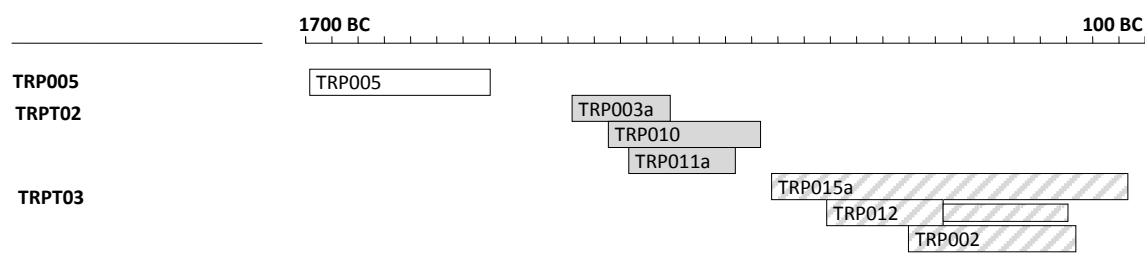 1700 BC 100 BC
TRP005 TRP005
TRPT02 TRP003a
TRP010
TRP011a
TRPT03 TRP015a
TRP012
TRP002